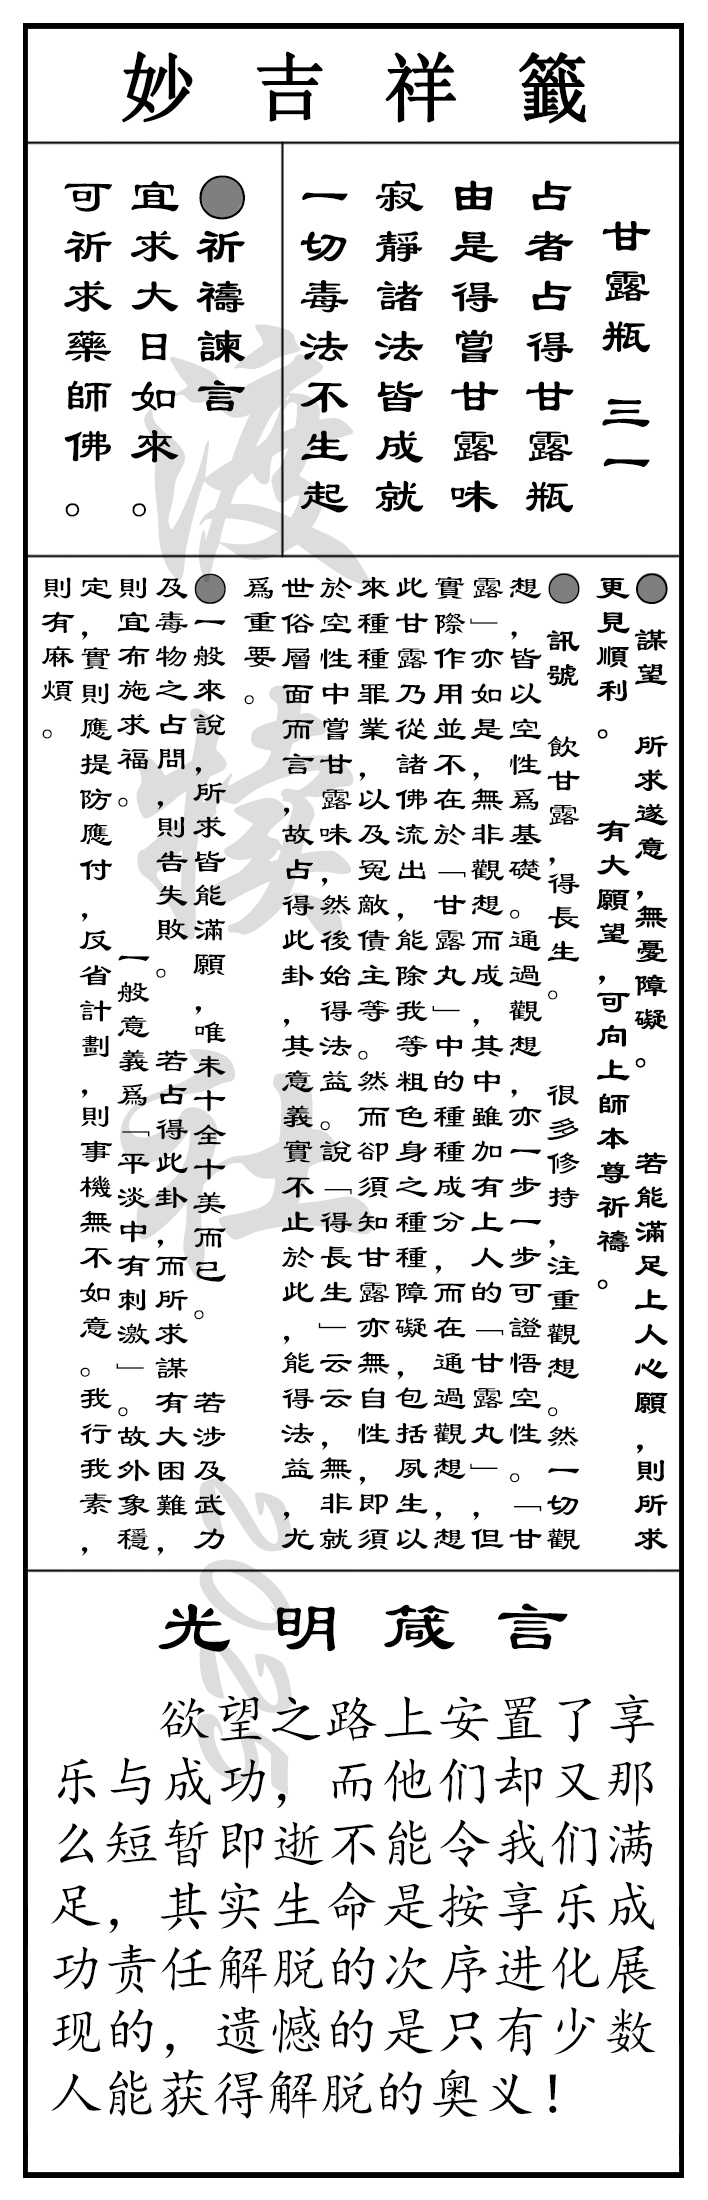 妙吉祥籤
甘露瓶 三一
占者占得甘露瓶
由是得嘗甘露味
寂靜諸法皆成就
一切毒法不生起
●祈禱諫言
宜求大日如來。
可祈求藥師佛。
● 謀望 所求遂意，無憂障礙。 若能滿足上人心願，則所求
更見順利。 有大願望，可向上師本尊祈禱。
● 訊號 飲甘露，得長生。 很多修持，注重觀想。然一切觀
想，皆以空性爲基礎。通過觀想，亦一步一步可證悟空性。「甘
露」亦如是，無非觀想而成，其中雖加有上人的「甘露丸」，但
實際作用並不在於「甘露丸」中的種種成分，而在通過觀想，想
此甘露乃從諸佛流出，能除我等粗色身之種種障礙，包括夙生以
來種種罪業，以及冤敵債主等。然而卻須知甘露亦無自性，即須
於空性中嘗甘露味，然後始得法益。說「得長生」云云，無非就
世俗層面而言，故占得此卦，其意義實不止於此，能得法益，尤
爲重要。
●一般來說，所求皆能滿願，唯未十全十美而已。 若涉及武力
及毒物之占問，則告失敗。 若占得此卦，而所求謀有大困難，
則宜布施求福。 一般意義爲「平淡中有刺激」。故外象穩
定，實則應提防應付，反省計劃，則事機無不如意。我行我素，
則有麻煩。
光明箴言
欲望之路上安置了享
乐与成功，而他们却又那
么短暂即逝不能令我们满
足，其实生命是按享乐成
功责任解脱的次序进化展
现的，遗憾的是只有少数
人能获得解脱的奥义！
渡犊社 2025